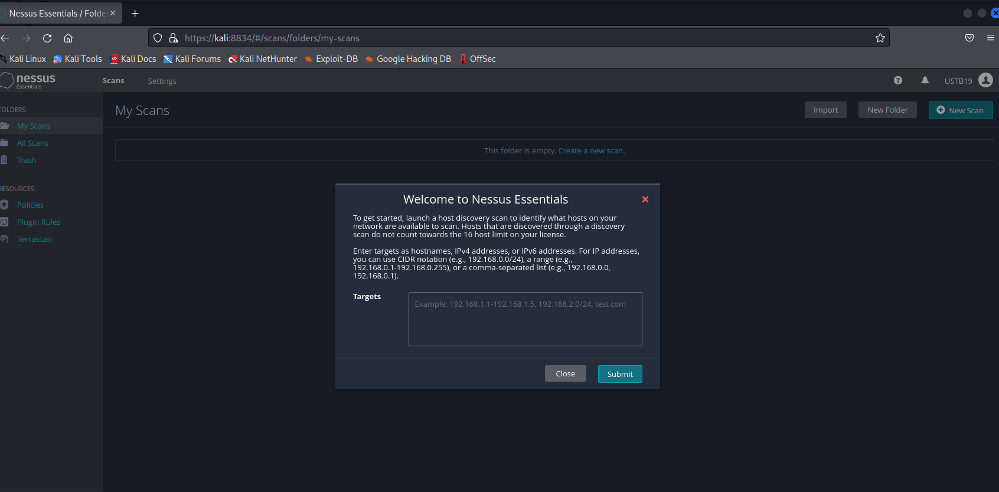 Nessus Essentials / Folde
https://kali:8834/#/scans/folders/my-scans
Kali Linux Kali Tools Kali Docs Kali Forums Kali NetHunter Exploit-DB Google Hacking DB OffSec
nessus Essentials Scans Settings USTB19
FOLDERS
My Scans
All Scans
Trash
RESOURCES
Policies
Plugin Rules
Terrascan
My Scans Import New Folder New Scan
This folder is empty. Create a new scan.
Welcome to Nessus Essentials
To get started, launch a host discovery scan to identify what hosts on your
network are available to scan. Hosts that are discovered through a discovery
scan do not count towards the 16 host limit on your license.
Enter targets as hostnames, IPv4 addresses, or IPv6 addresses. For IP addresses,
you can use CIDR notation (e.g., 192.168.0.0/24), a range (e.g.,
192.168.0.1-192.168.0.255), or a comma-separated list (e.g., 192.168.0.0,
192.168.0.1).
Targets
Example: 192.168.1.1-192.168.1.5, 192.168.2.0/24, test.com
Close Submit